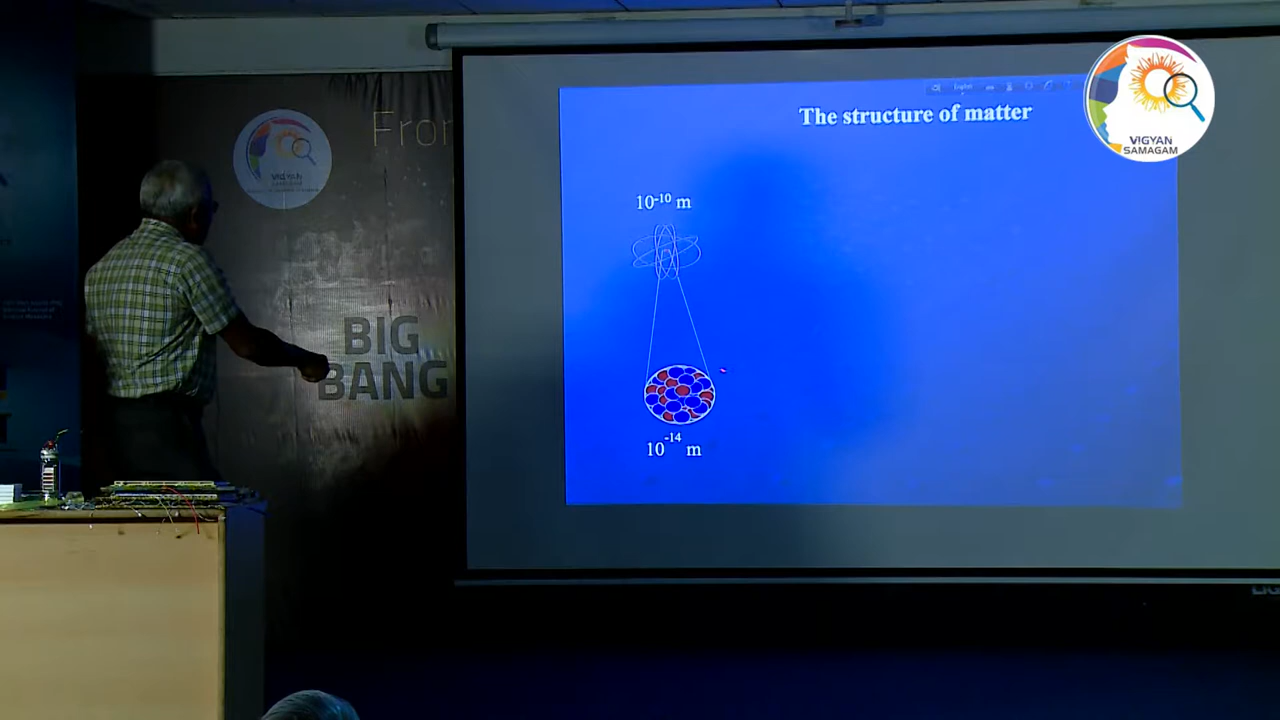 The structure of matter
VIGYAN
SAMAGAM
Fron
10⁻¹⁰ m
BIG
BANG
10⁻¹⁴ m